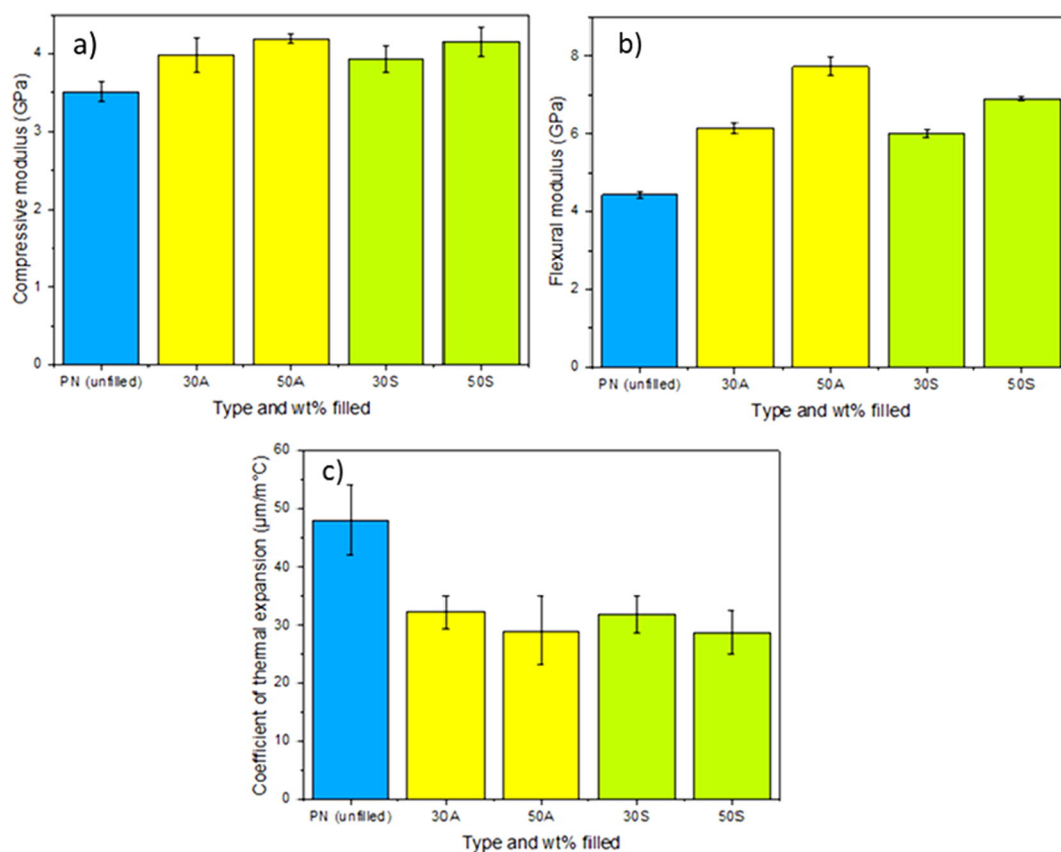 a)
Compressive modulus (GPa)
4
3
2
1
0
PN (unfilled) 30A 50A 30S 50S
Type and wt% filled
b)
Flexural modulus (GPa)
8
6
4
2
0
PN (unfilled) 30A 50A 30S 50S
Type and wt% filled
c)
Coefficient of thermal expansion (µm/m°C)
60
50
40
30
20
10
0
PN (unfilled) 30A 50A 30S 50S
Type and wt% filled